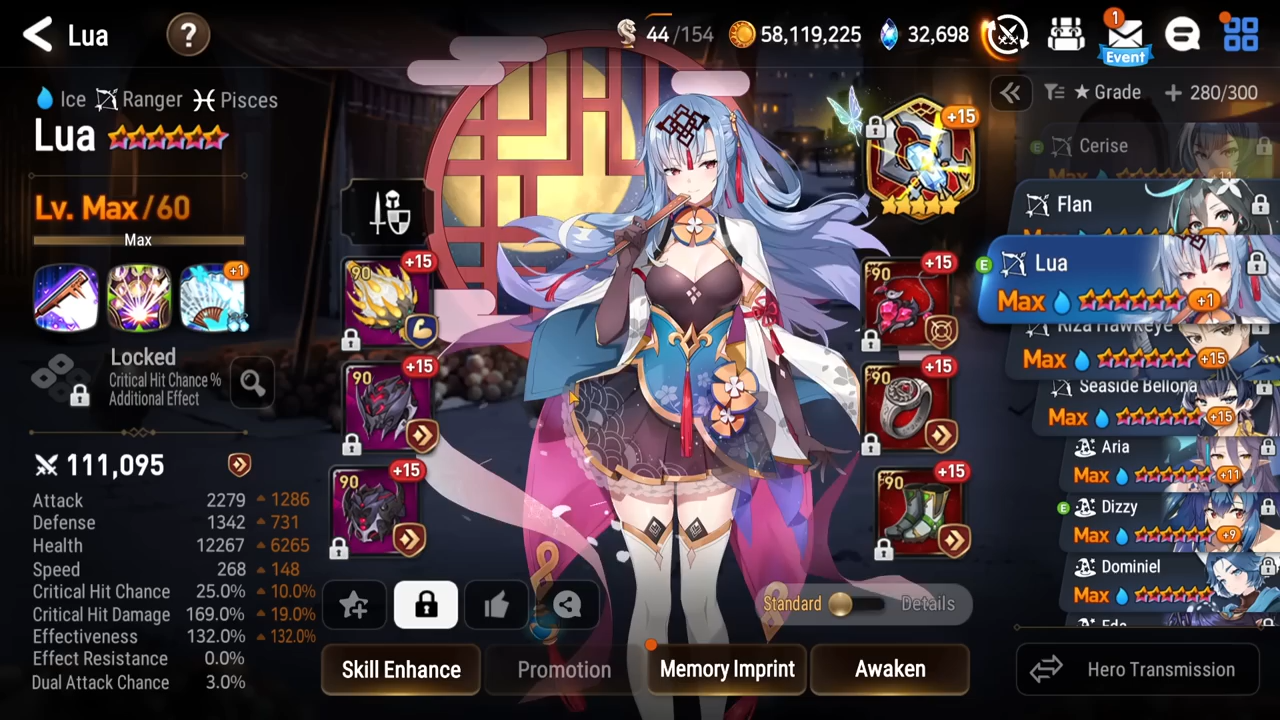 Lua
?
44/154
58,119,225
32,698
1
Event
Ice Ranger Pisces
Lua
Lv. Max/60
Max
+1
Locked
Critical Hit Chance %
Additional Effect
111,095
Attack 2279 1286
Defense 1342 731
Health 12267 6265
Speed 268 148
Critical Hit Chance 25.0% 10.0%
Critical Hit Damage 169.0% 19.0%
Effectiveness 132.0% 132.0%
Effect Resistance 0.0%
Dual Attack Chance 3.0%
+15
90 +15
90 +15
90 +15
90 +15
90 +15
90 +15
Standard Details
Skill Enhance
Promotion
Memory Imprint
Awaken
Grade
280/300
E Cerise
Flan
E Lua
Max +1
Riza Hawkeye
Max +15
Seaside Bellona
Max +15
Aria
Max +11
E Dizzy
Max +9
Dominiel
Max
Hero Transmission